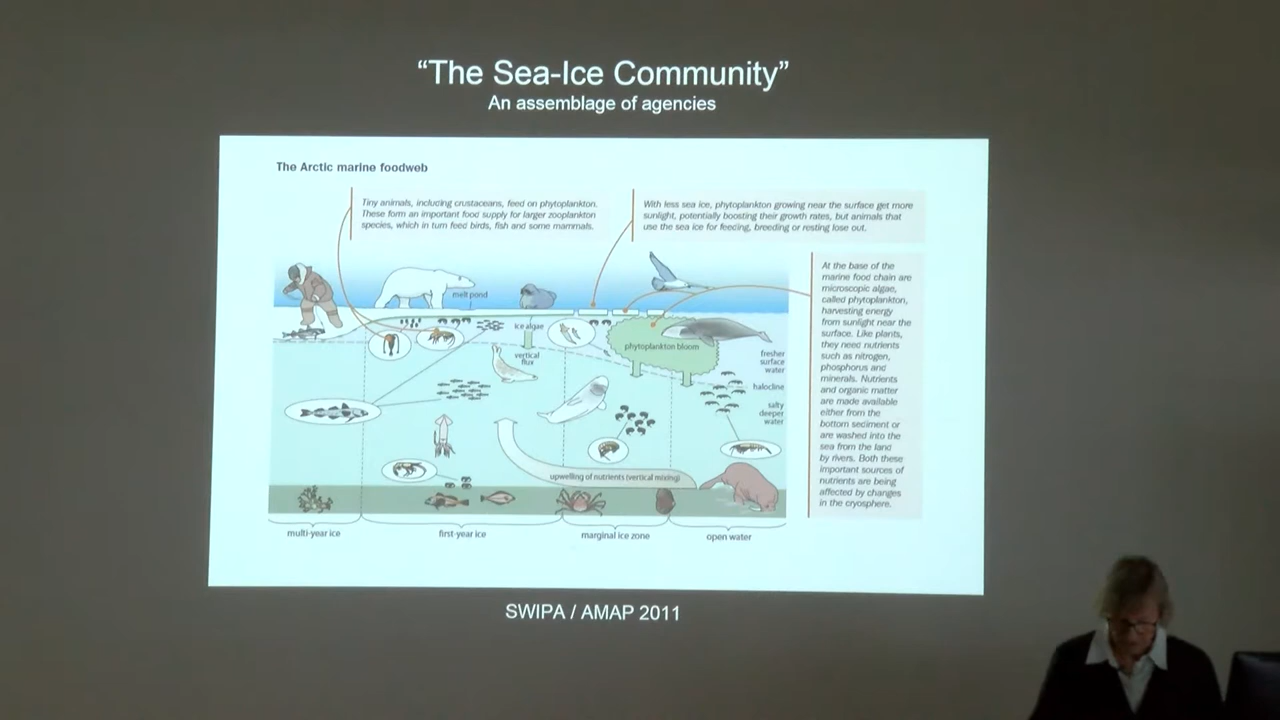 “The Sea-Ice Community”
An assemblage of agencies
The Arctic marine foodweb
Tiny animals, including crustaceans, feed on phytoplankton.
These form an important food supply for larger zooplankton
species, which in turn feed birds, fish and some mammals.
With less sea ice, phytoplankton growing near the surface get more
sunlight, potentially boosting their growth rates, but animals that
use the sea ice for feeding, breeding or resting lose out.
At the base of the
marine food chain are
microscopic algae,
called phytoplankton,
harvesting energy
from sunlight near the
surface. Like plants,
they need nutrients
such as nitrogen,
phosphorus and
minerals. Nutrients
and organic matter
are made available
either from the
bottom sediment or
are washed into the
sea from the land
by rivers. Both these
important sources of
nutrients are being
affected by changes
in the cryosphere.
melt pond
ice algae
vertical
flux
phytoplankton bloom
fresher
surface
water
halocline
salty
deeper
water
upwelling of nutrients (vertical mixing)
multi-year ice
first-year ice
marginal ice zone
open water
SWIPA / AMAP 2011